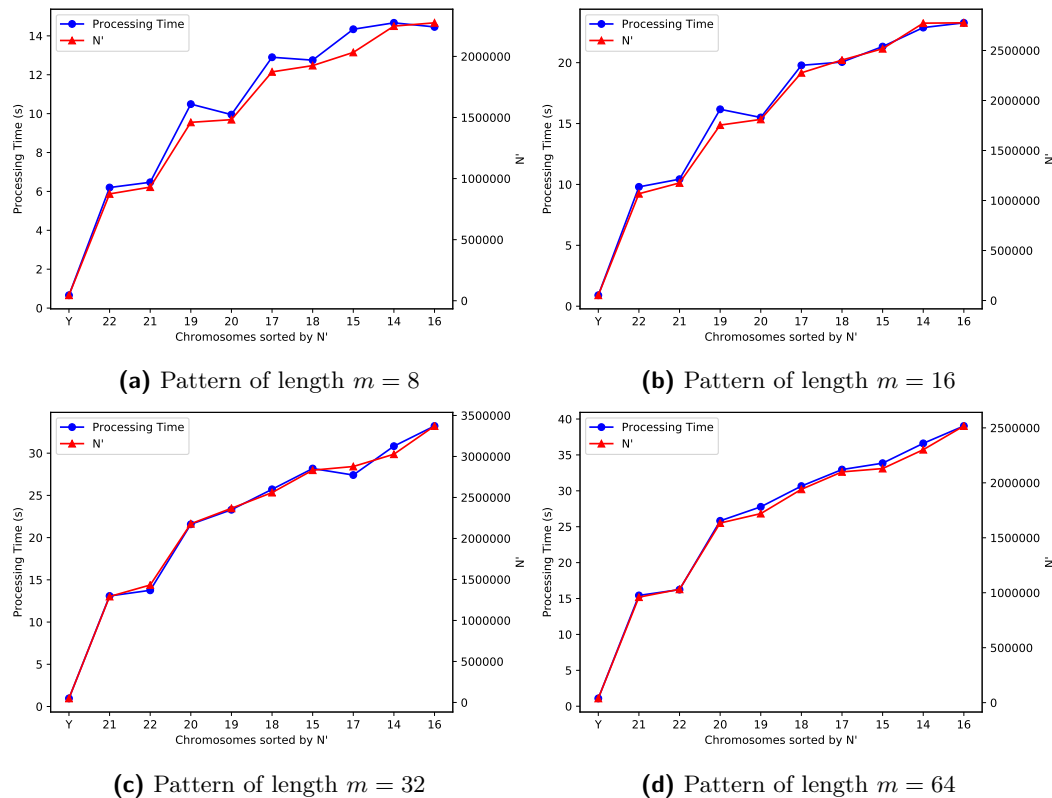 Processing Time
N'
14
12
10
8
6
4
2
0
Processing Time (s)
2000000
1500000
1000000
500000
0
N'
Y 22 21 19 20 17 18 15 14 16
Chromosomes sorted by N'
(a) Pattern of length m = 8
Processing Time
N'
20
15
10
5
0
Processing Time (s)
2500000
2000000
1500000
1000000
500000
0
N'
Y 22 21 19 20 17 18 15 14 16
Chromosomes sorted by N'
(b) Pattern of length m = 16
Processing Time
N'
30
25
20
15
10
5
0
Processing Time (s)
3500000
3000000
2500000
2000000
1500000
1000000
500000
0
N'
Y 21 22 20 19 18 15 17 14 16
Chromosomes sorted by N'
(c) Pattern of length m = 32
Processing Time
N'
40
35
30
25
20
15
10
5
0
Processing Time (s)
2500000
2000000
1500000
1000000
500000
0
N'
Y 21 22 20 19 18 17 15 14 16
Chromosomes sorted by N'
(d) Pattern of length m = 64